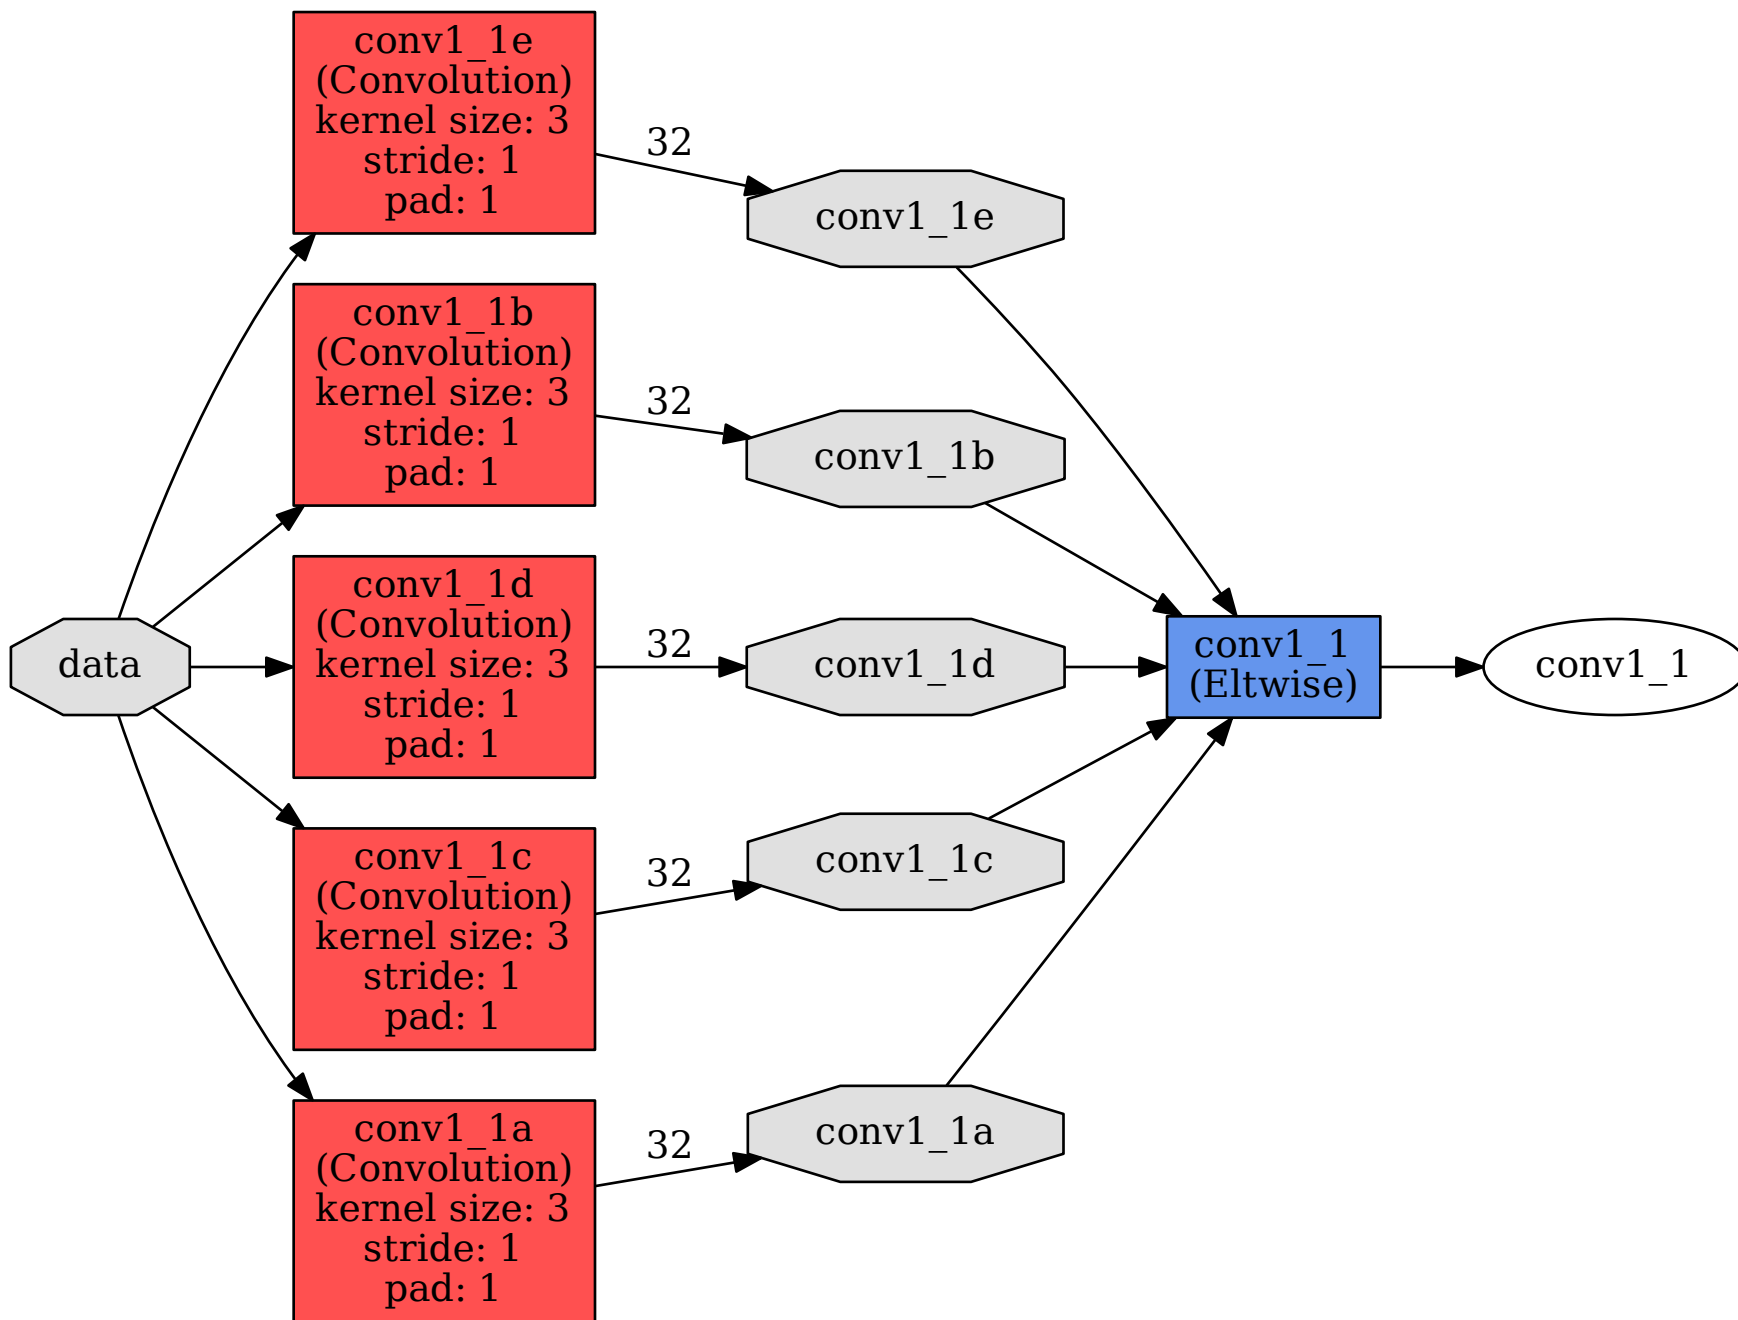 conv1_1e
(Convolution)
kernel size: 3
stride: 1
pad: 1
32
conv1_1e
conv1_1b
(Convolution)
kernel size: 3
stride: 1
pad: 1
32
conv1_1b
data
conv1_1d
(Convolution)
kernel size: 3
stride: 1
pad: 1
32
conv1_1d
conv1_1
(Eltwise)
conv1_1
conv1_1c
(Convolution)
kernel size: 3
stride: 1
pad: 1
32
conv1_1c
conv1_1a
(Convolution)
kernel size: 3
stride: 1
pad: 1
32
conv1_1a